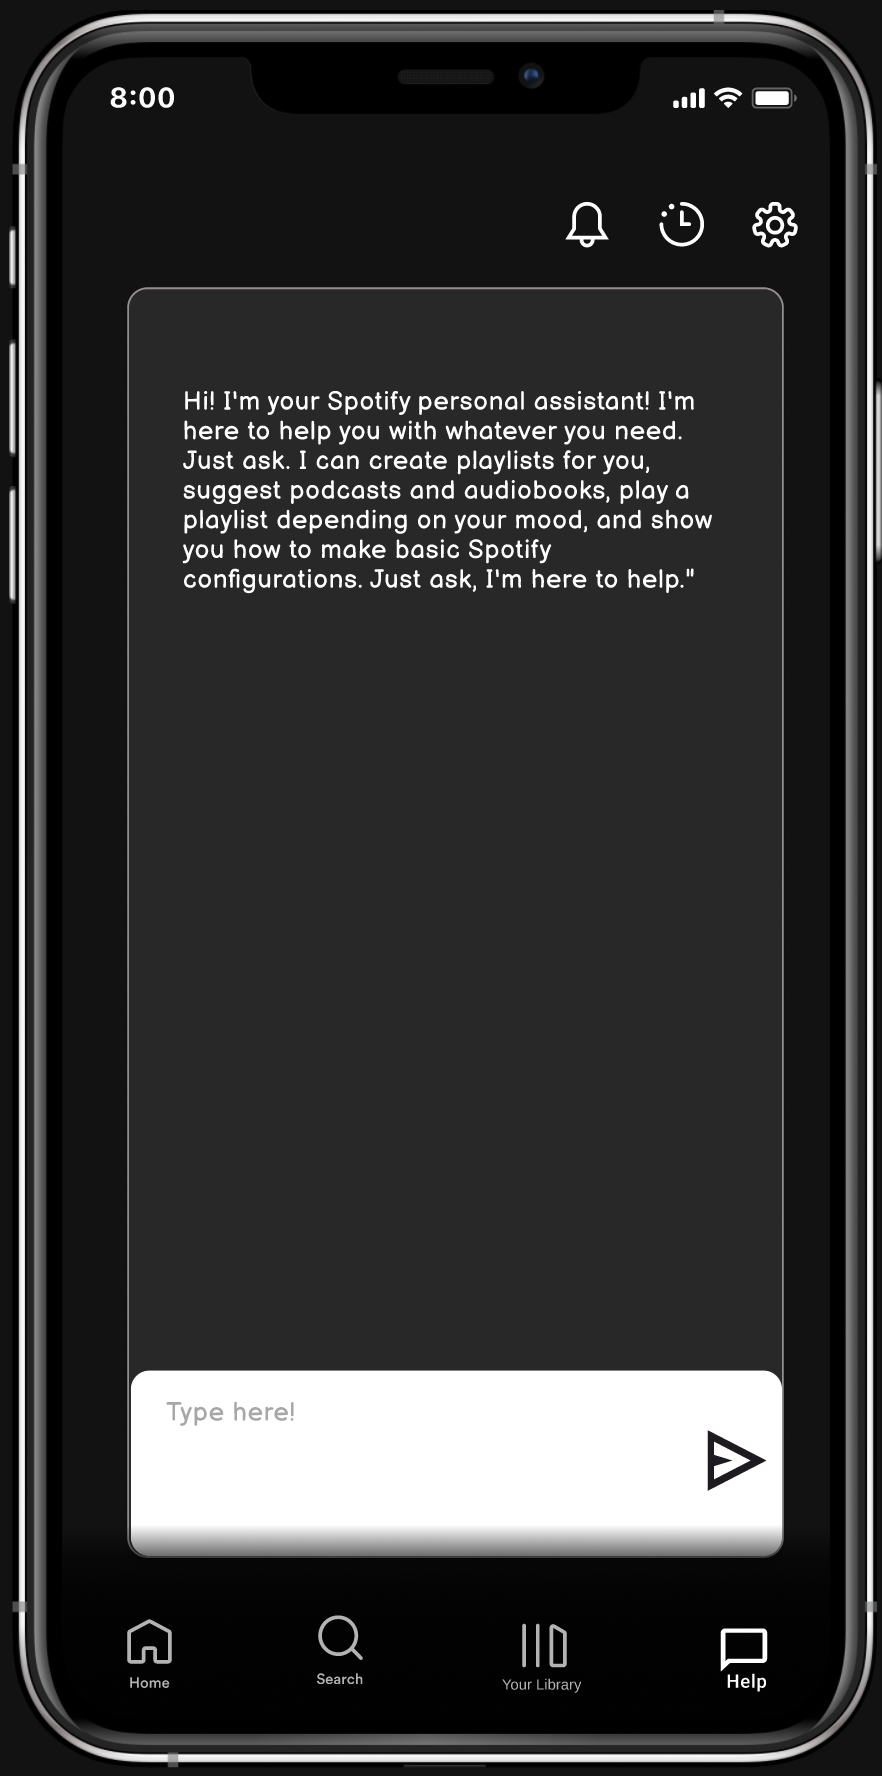 8:00
Hi! I'm your Spotify personal assistant! I'm
here to help you with whatever you need.
Just ask. I can create playlists for you,
suggest podcasts and audiobooks, play a
playlist depending on your mood, and show
you how to make basic Spotify
configurations. Just ask, I'm here to help."
Type here!
Home
Search
Your Library
Help